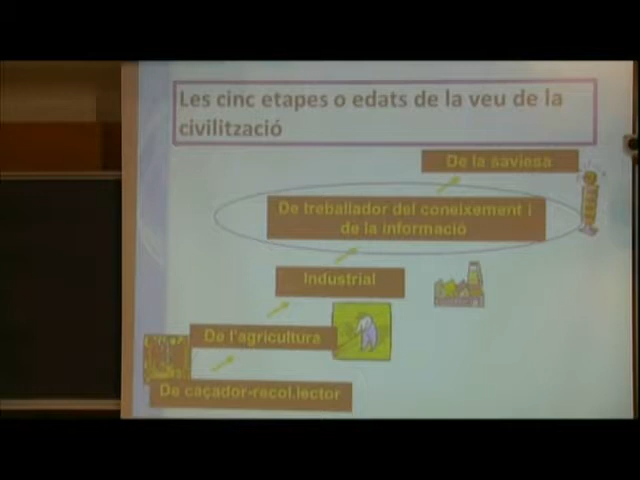 Les cinc etapes o edats de la veu de la
civilització
De la saviesa
De treballador del coneixement i
de la informació
Industrial
De l'agricultura
De caçador-recol.lector